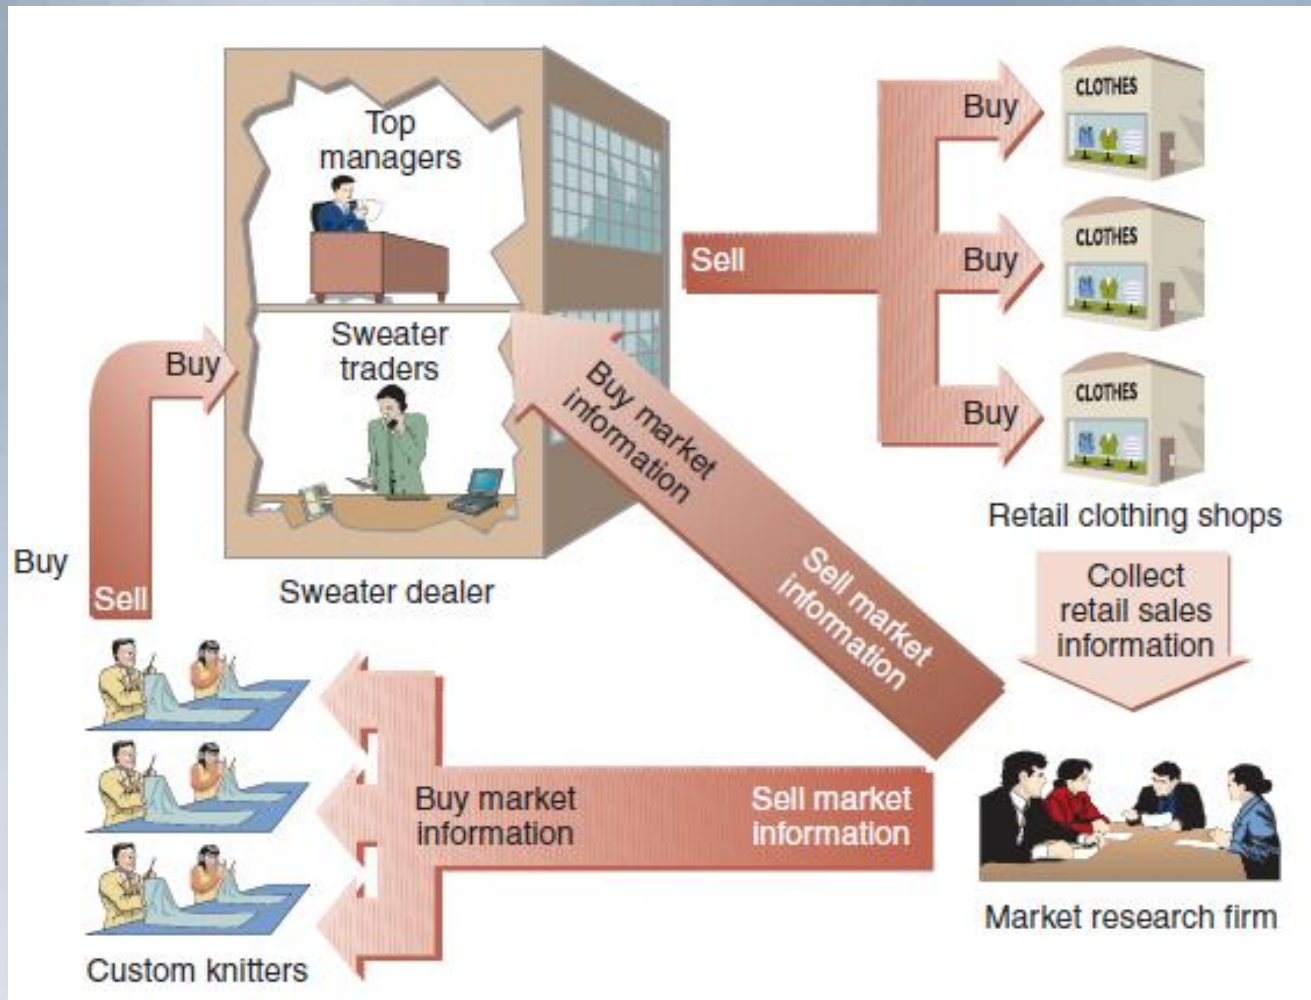 Top
managers
Sweater
traders
Buy
Buy
Sell
Sweater dealer
Sell
Buy
CLOTHES
Buy
CLOTHES
Buy
CLOTHES
Retail clothing shops
Buy market
information
Sell market
information
Collect
retail sales
information
Buy market
information
Sell market
information
Market research firm
Custom knitters